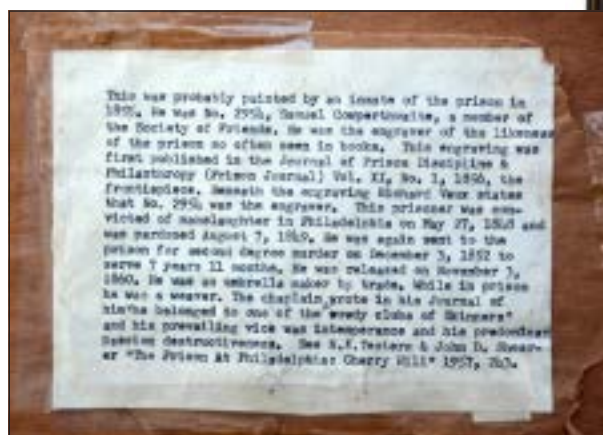 This was probably painted by an inmate of the prison in
1855. He was No. 2954, Samuel Cowperthwaite, a member of
the Society of Friends. He was the engraver of the likeness
of the prison so often seen in books. This engraving was
first published in the Journal of Prison Discipline &
Philanthropy (Prison Journal) Vol. XI, No. 1, 1856, the
frontispiece. Beneath the engraving Richard Vaux states
that No. 2954 was the engraver. This prisoner was con-
victed of manslaughter in Philadelphia on May 27, 1848 and
was pardoned August 7, 1849. He was again sent to the
prison for second degree murder on December 3, 1852 to
serve 7 years 11 months. He was released on November 3,
1860. He was an umbrella maker by trade. While in prison
he was a weaver. The chaplain wrote in his Journal of
him "he belonged to one of the rowdy clubs of Skinners"
and his prevailing vice was intemperance and his predominant
passion destructiveness. See N.K. Teeters & John D. Shear-
er "The Prison At Philadelphia: Cherry Hill" 1957,